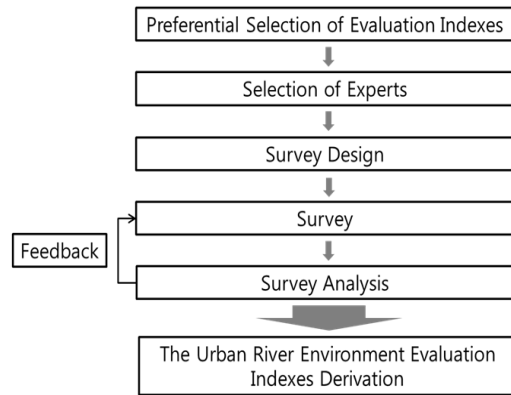 Preferential Selection of Evaluation Indexes
Selection of Experts
Survey Design
Survey
Feedback
Survey Analysis
The Urban River Environment Evaluation
Indexes Derivation